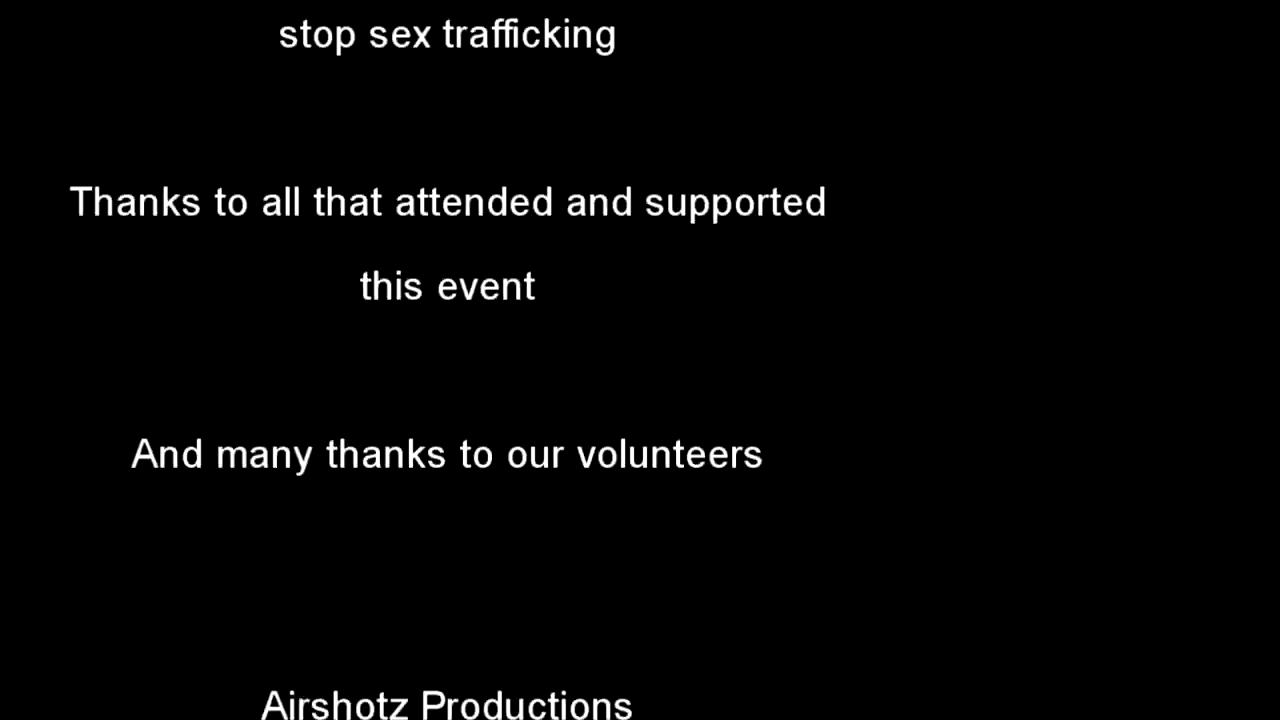 stop sex trafficking
Thanks to all that attended and supported
this event
And many thanks to our volunteers
Airshotz Productions